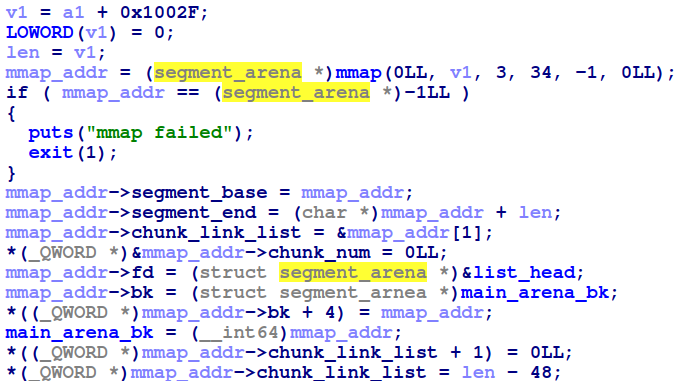 v1 = a1 + 0x1002F;
LOWORD(v1) = 0;
len = v1;
mmap_addr = (segment_arena *)mmap(0LL, v1, 3, 34, -1, 0LL);
if ( mmap_addr == (segment_arena *)-1LL )
{
  puts("mmap failed");
  exit(1);
}
mmap_addr->segment_base = mmap_addr;
mmap_addr->segment_end = (char *)mmap_addr + len;
mmap_addr->chunk_link_list = &mmap_addr[1];
*(_QWORD *)&mmap_addr->chunk_num = 0LL;
mmap_addr->fd = (struct segment_arena *)&list_head;
mmap_addr->bk = (struct segment_arnea *)main_arena_bk;
*((_QWORD *)mmap_addr->bk + 4) = mmap_addr;
main_arena_bk = (__int64)mmap_addr;
*((_QWORD *)mmap_addr->chunk_link_list + 1) = 0LL;
*(_QWORD *)mmap_addr->chunk_link_list = len - 48;